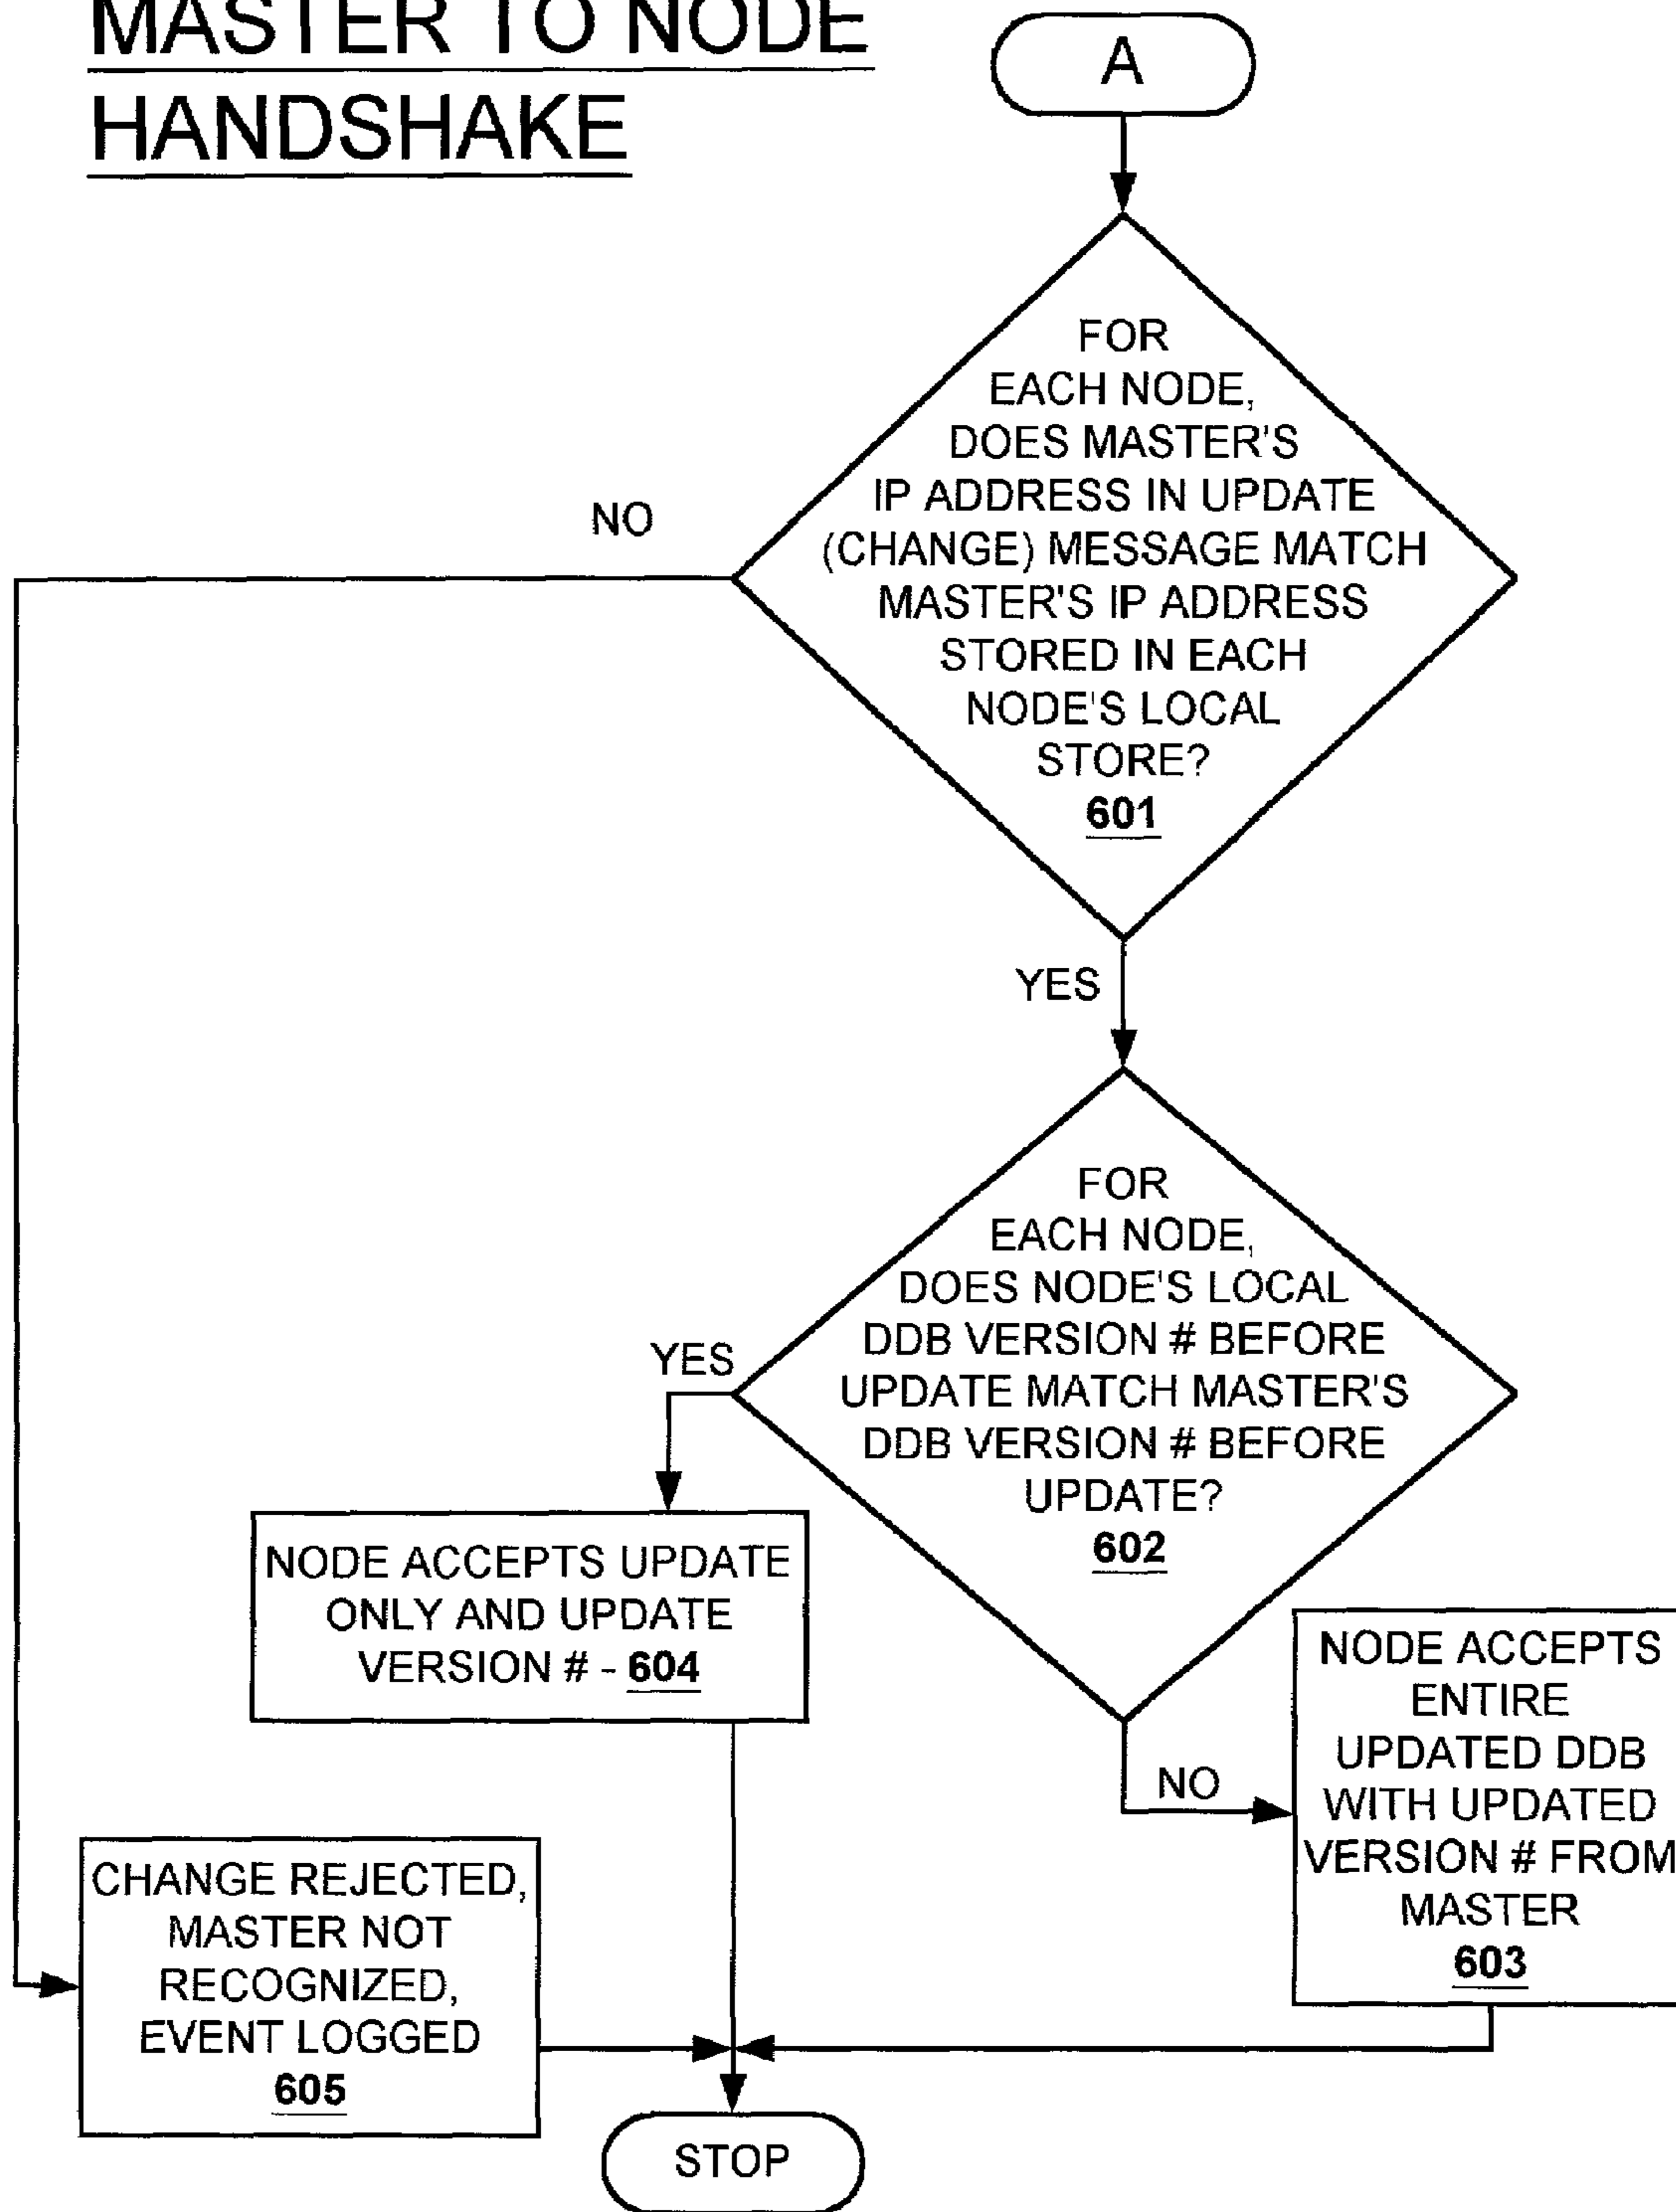 MASTER TO NODE
HANDSHAKE
A
FOR
EACH NODE,
DOES MASTER'S
IP ADDRESS IN UPDATE
(CHANGE) MESSAGE MATCH
MASTER'S IP ADDRESS
STORED IN EACH
NODE'S LOCAL
STORE?
601
NO
YES
FOR
EACH NODE,
DOES NODE'S LOCAL
DDB VERSION # BEFORE
UPDATE MATCH MASTER'S
DDB VERSION # BEFORE
UPDATE?
602
YES
NODE ACCEPTS UPDATE
ONLY AND UPDATE
VERSION # - 604
NO
NODE ACCEPTS
ENTIRE
UPDATED DDB
WITH UPDATED
VERSION # FROM
MASTER
603
CHANGE REJECTED,
MASTER NOT
RECOGNIZED,
EVENT LOGGED
605
STOP